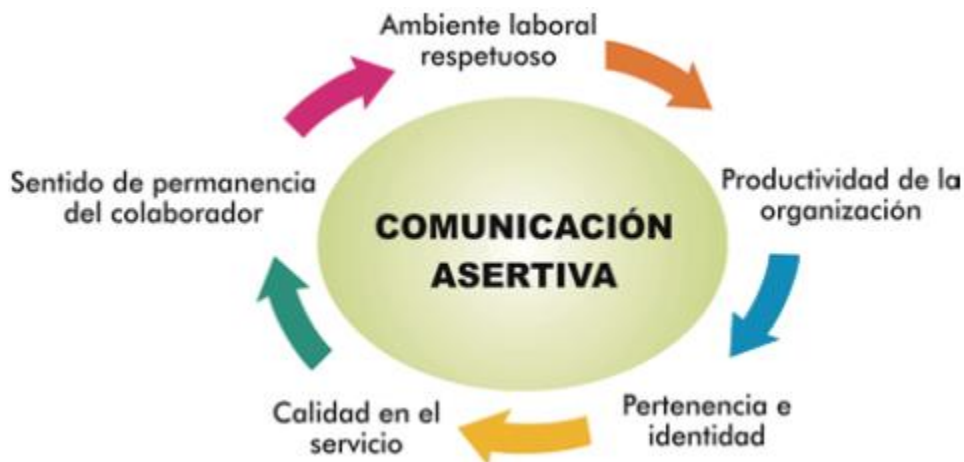 Ambiente laboral
respetuoso
Productividad de la
organización
Pertenencia e
identidad
Calidad en el
servicio
Sentido de permanencia
del colaborador
COMUNICACIÓN
ASERTIVA